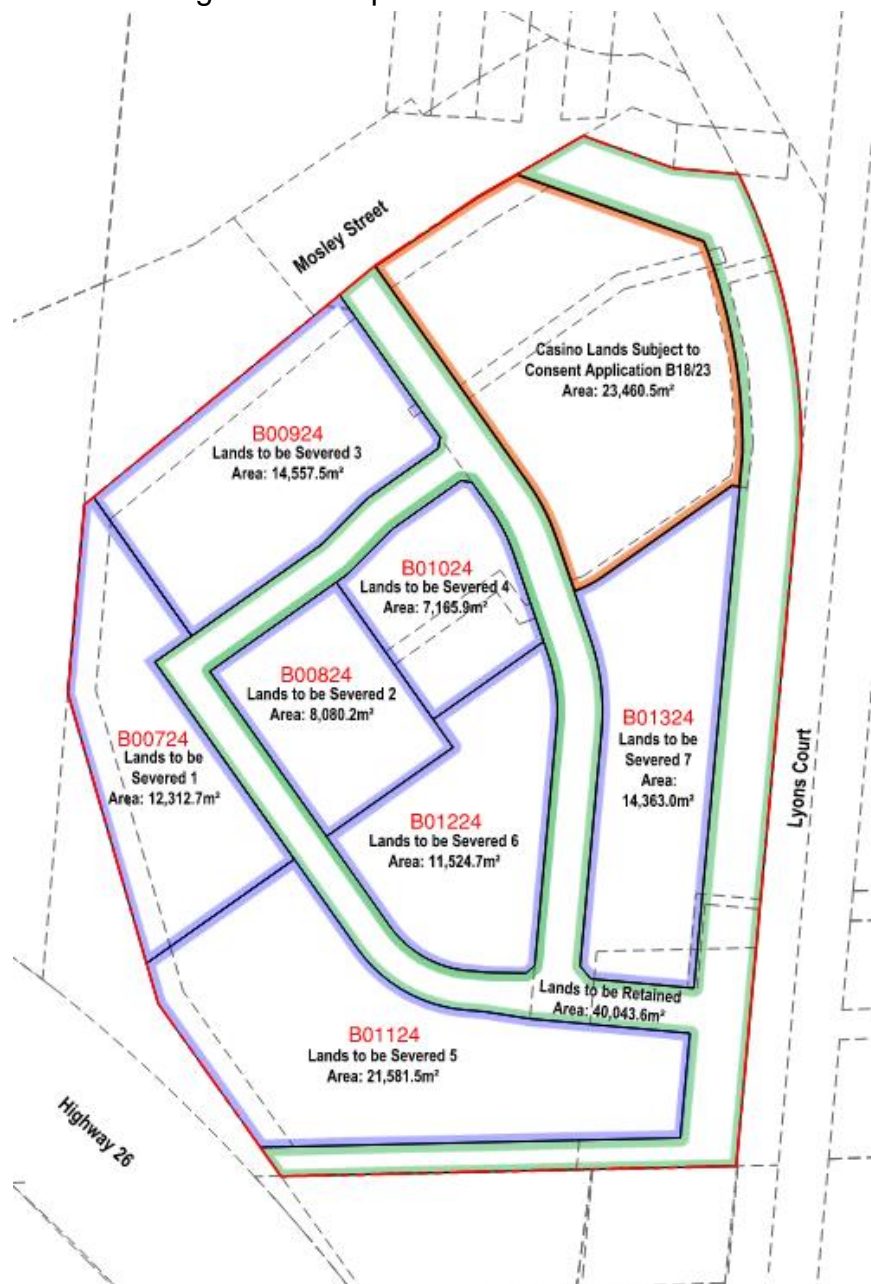 Mosley Street
Casino Lands Subject to
Consent Application B18/23
Area: 23,460.5m²
B00924
Lands to be Severed 3
Area: 14,557.5m²
B01024
Lands to be Severed 4
Area: 7,165.9m²
B00824
Lands to be Severed 2
Area: 8,080.2m²
B00724
Lands to be
Severed 1
Area: 12,312.7m²
B01324
Lands to be
Severed 7
Area:
14,363.0m²
Lyons Court
B01224
Lands to be Severed 6
Area: 11,524.7m²
Lands to be Retained
Area: 40,043.6m²
B01124
Lands to be Severed 5
Area: 21,581.5m²
Highway 26